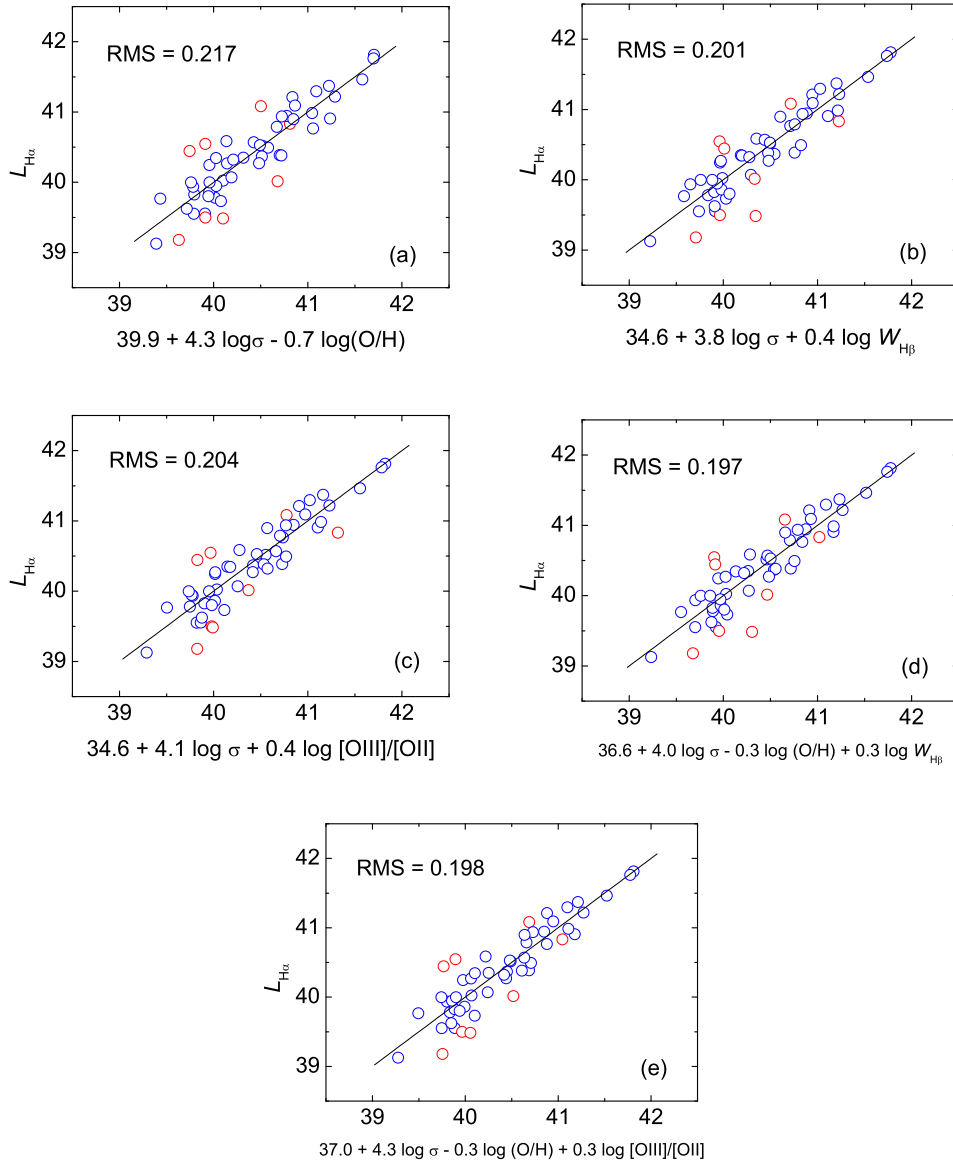 42
RMS = 0.217
41
L_Hα
40
39
(a)
39 40 41 42
39.9 + 4.3 logσ - 0.7 log(O/H)
42
RMS = 0.201
41
L_Hα
40
39
(b)
39 40 41 42
34.6 + 3.8 log σ + 0.4 log W_Hβ
42
RMS = 0.204
41
L_Hα
40
39
(c)
39 40 41 42
34.6 + 4.1 log σ + 0.4 log [OIII]/[OII]
42
RMS = 0.197
41
L_Hα
40
39
(d)
39 40 41 42
36.6 + 4.0 log σ - 0.3 log (O/H) + 0.3 log W_Hβ
42
RMS = 0.198
41
L_Hα
40
39
(e)
39 40 41 42
37.0 + 4.3 log σ - 0.3 log (O/H) + 0.3 log [OIII]/[OII]